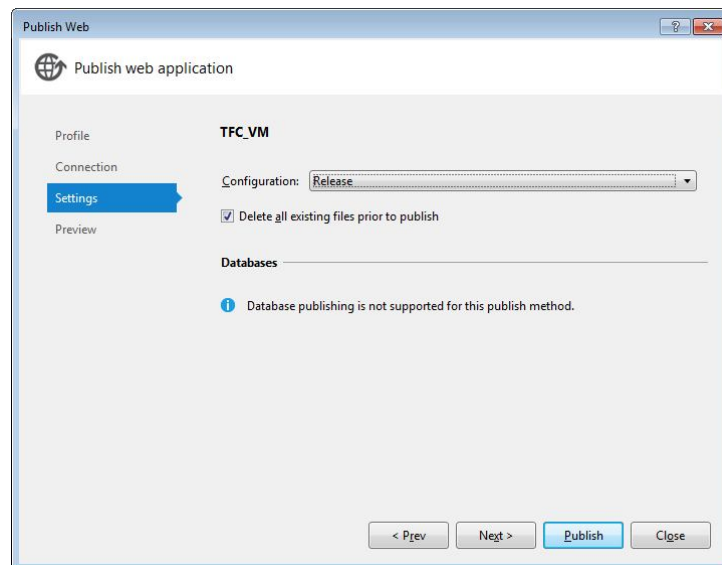 Publish Web
Publish web application
Profile
Connection
Settings
Preview
TFC_VM
Configuration: Release
Delete all existing files prior to publish
Databases
Database publishing is not supported for this publish method.
< Prev
Next >
Publish
Close